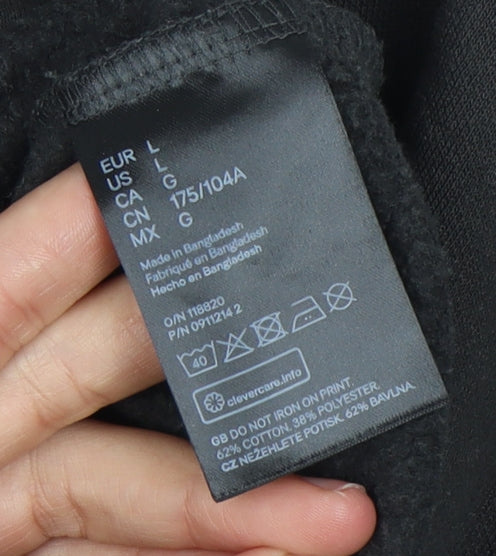 EUR L
US L
CA G
CN 175/104A
MX G
Made in Bangladesh
Fabriqué en Bangladesh
Hecho en Bangladesh
O/N 118820
P/N 0911214 2
40
clevercare.info
GB DO NOT IRON ON PRINT.
62% COTTON. 38% POLYESTER.
CZ NEŽEHLETE POTISK. 62% BAVLNA.